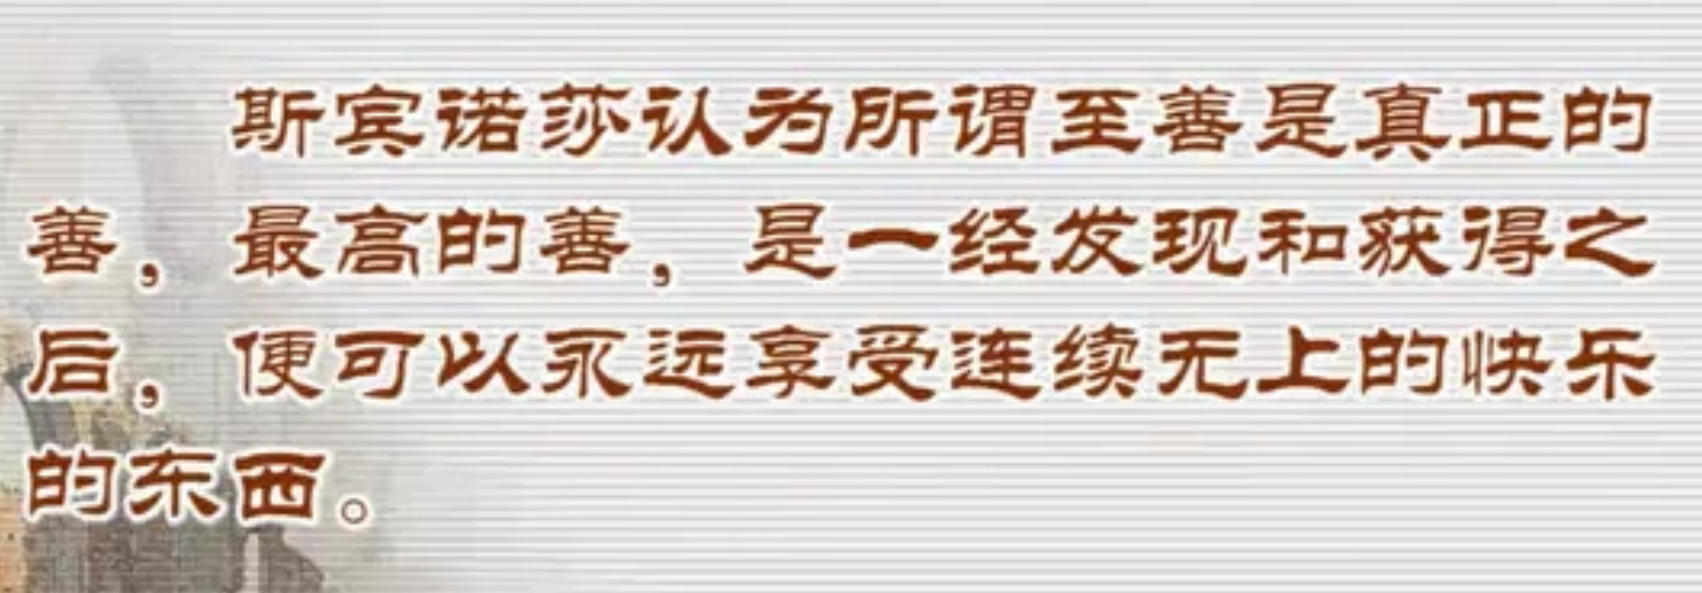 斯宾诺莎认为所谓至善是真正的
善，最高的善，是一经发现和获得之
后，便可以永远享受连续无上的快乐
的东西。